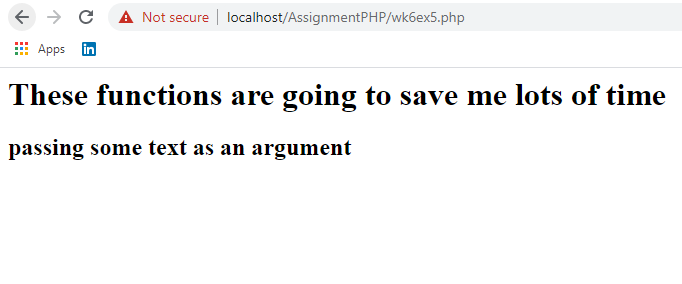 Not secure | localhost/AssignmentPHP/wk6ex5.php
Apps in
These functions are going to save me lots of time
passing some text as an argument